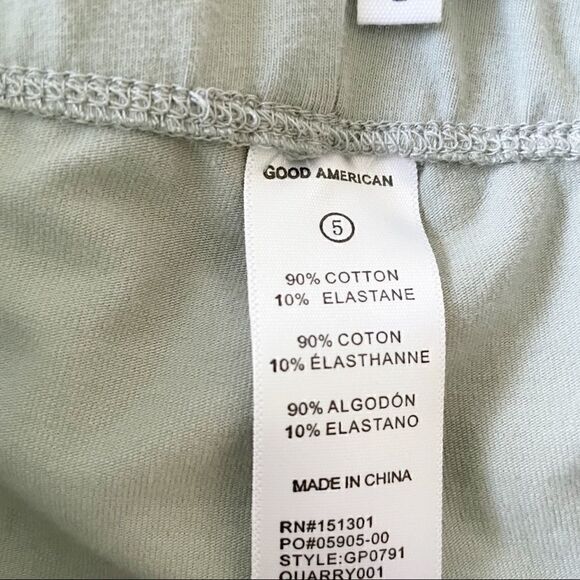 GOOD AMERICAN
5
90% COTTON
10% ELASTANE
90% COTON
10% ÉLASTHANNE
90% ALGODÓN
10% ELASTANO
MADE IN CHINA
RN#151301
PO#05905-00
STYLE:GP0791
QUARRY001